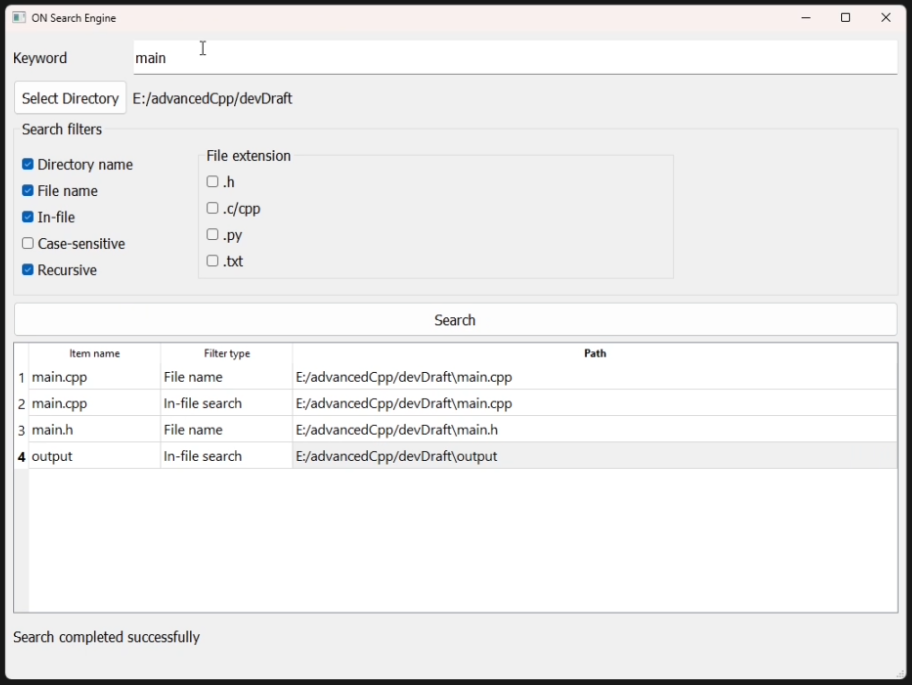 ON Search Engine
Keyword main
Select Directory E:/advancedCpp/devDraft
Search filters
Directory name
File name
In-file
Case-sensitive
Recursive
File extension
.h
.c/cpp
.py
.txt
Search
Item name Filter type Path
1 main.cpp File name E:/advancedCpp/devDraft\main.cpp
2 main.cpp In-file search E:/advancedCpp/devDraft\main.cpp
3 main.h File name E:/advancedCpp/devDraft\main.h
4 output In-file search E:/advancedCpp/devDraft\output
Search completed successfully